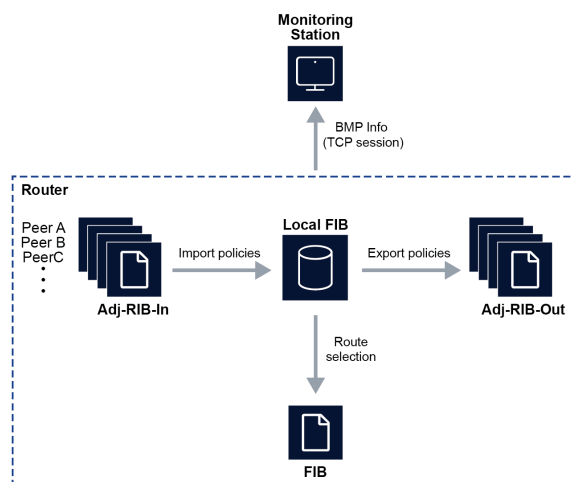 Monitoring
Station
BMP Info
(TCP session)
Router
Peer A
Peer B
PeerC
Import policies
Local FIB
Export policies
Adj-RIB-In
Adj-RIB-Out
Route
selection
FIB